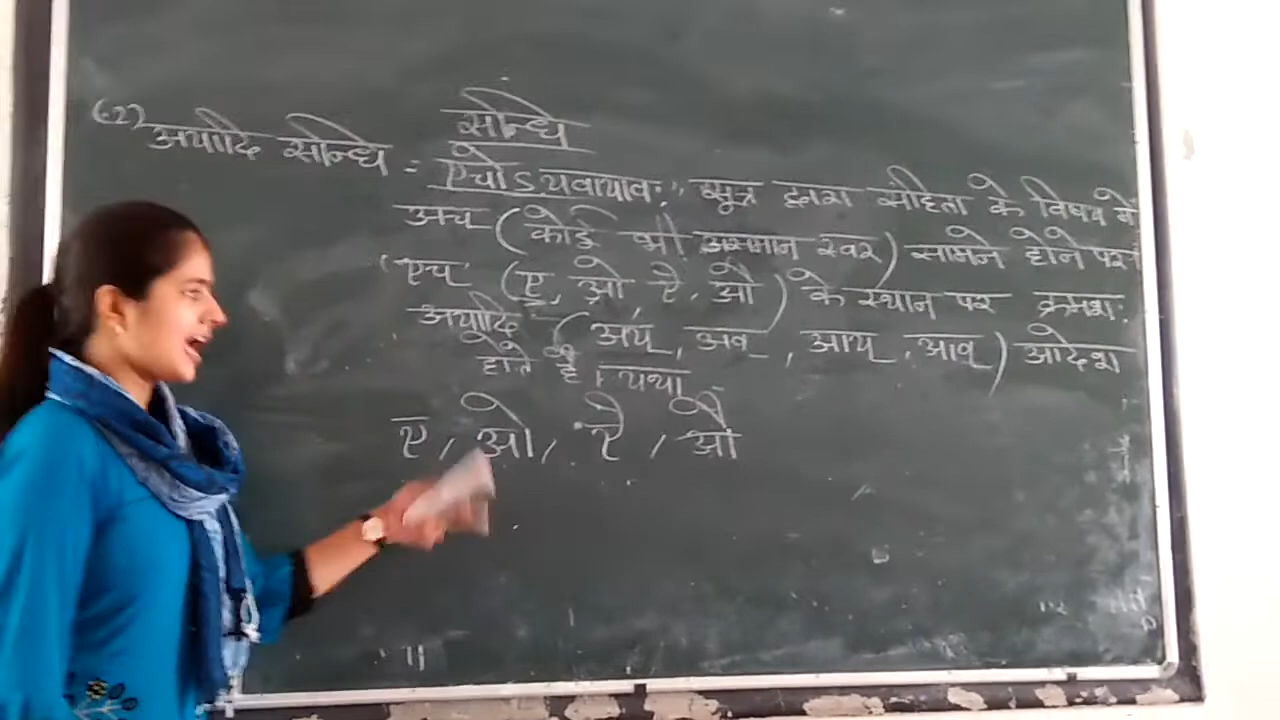 सन्धि
(2) अयादि सन्धि = एचोऽयवायावः" सूत्र द्वारा संहिता के विषय में
अच् (कोई भी असमान स्वर) सामने होने पर
एच् (ए, ओ, ऐ, औ) के स्थान पर क्रमशः
अयादि - (अय्, अव्, आय्, आव्) आदेश
होते है। यथा
ए, ओ, ऐ, औ